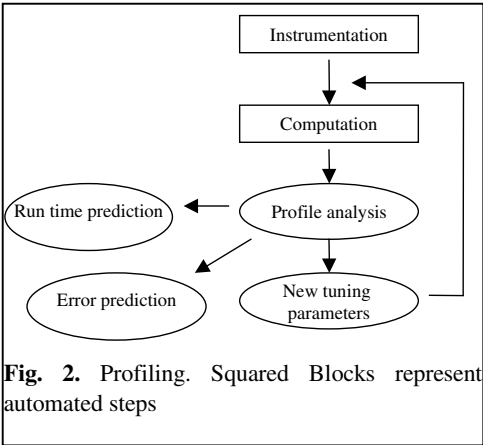 Instrumentation
Computation
Run time prediction
Profile analysis
Error prediction
New tuning
parameters
Fig. 2. Profiling. Squared Blocks represent
automated steps